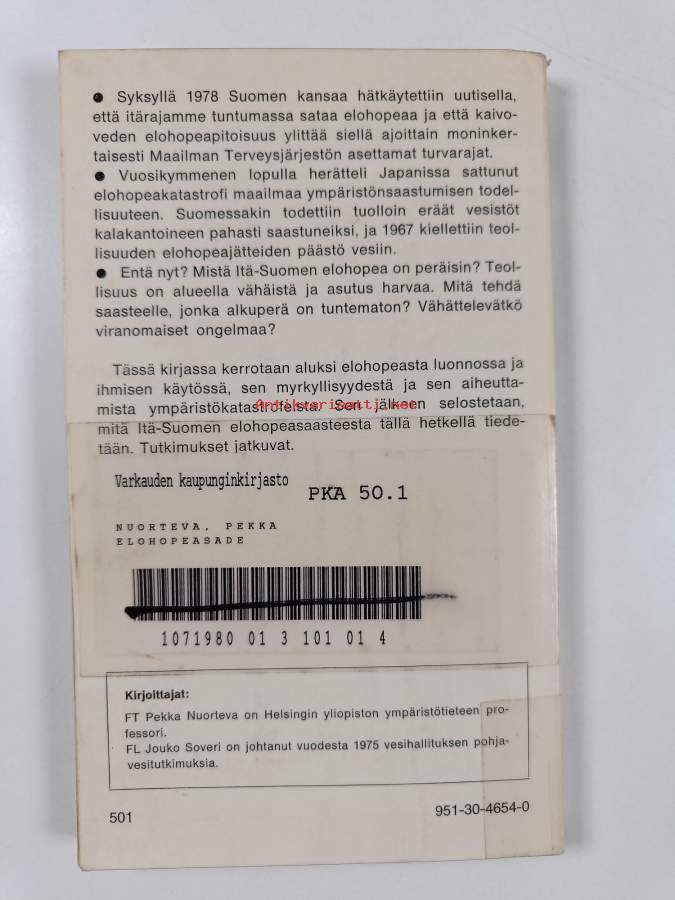 ● Syksyllä 1978 Suomen kansaa hätkäytettiin uutisella,
että itärajamme tuntumassa sataa elohopeaa ja että kaivo-
veden elohopeapitoisuus ylittää siellä ajoittain moninker-
taisesti Maailman Terveysjärjestön asettamat turvarajat.
● Vuosikymmenen lopulla herätteli Japanissa sattunut
elohopeakatastrofi maailmaa ympäristönsaastumisen todel-
lisuuteen. Suomessakin todettiin tuolloin eräät vesistöt
kalakantoineen pahasti saastuneiksi, ja 1967 kiellettiin teol-
lisuuden elohopeajätteiden päästö vesiin.
● Entä nyt? Mistä Itä-Suomen elohopea on peräisin? Teol-
lisuus on alueella vähäistä ja asutus harvaa. Mitä tehdä
saasteelle, jonka alkuperä on tuntematon? Vähättelevätkö
viranomaiset ongelmaa?
Tässä kirjassa kerrotaan aluksi elohopeasta luonnossa ja
ihmisen käytössä, sen myrkyllisyydestä ja sen aiheutta-
mista ympäristökatastrofeista. Sen jälkeen selostetaan,
mitä Itä-Suomen elohopeasaasteesta tällä hetkellä tiede-
tään. Tutkimukset jatkuvat.
Antikvariaatti.net
Varkauden kaupunginkirjasto
PKA 50.1
NUORTEVA, PEKKA
ELOHOPEASADE
1071980 01 3 101 01 4
Kirjoittajat:
FT Pekka Nuorteva on Helsingin yliopiston ympäristötieteen pro-
fessori.
FL Jouko Soveri on johtanut vuodesta 1975 vesihallituksen pohja-
vesitutkimuksia.
501
951-30-4654-0